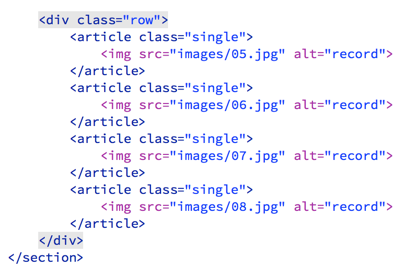 <div class="row">
<article class="single">
<img src="images/05.jpg" alt="record">
</article>
<article class="single">
<img src="images/06.jpg" alt="record">
</article>
<article class="single">
<img src="images/07.jpg" alt="record">
</article>
<article class="single">
<img src="images/08.jpg" alt="record">
</article>
</div>
</section>